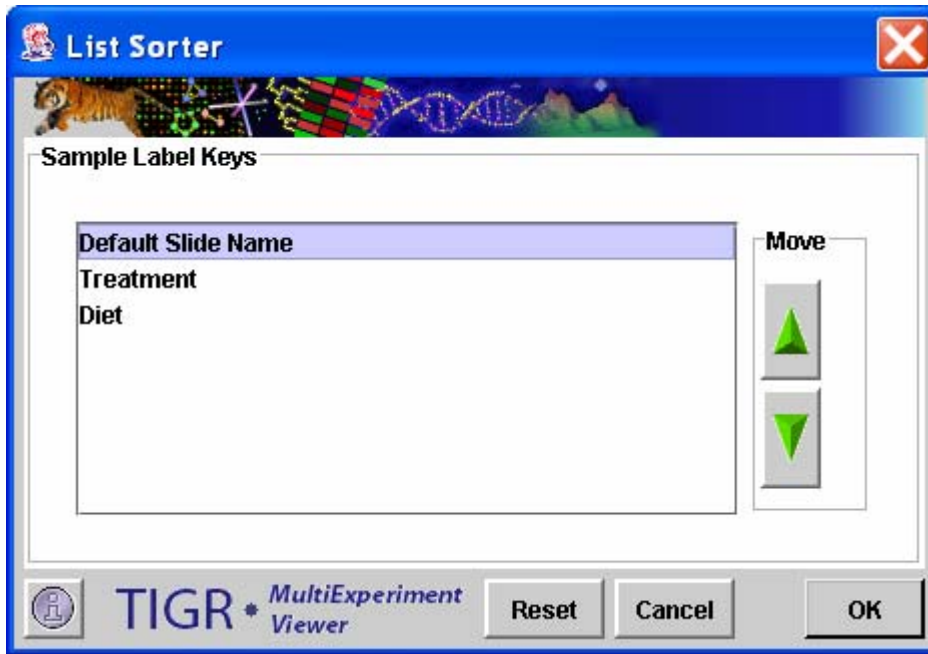 List Sorter
Sample Label Keys
Default Slide Name
Treatment
Diet
Move
TIGR • MultiExperiment
Viewer
Reset
Cancel
OK